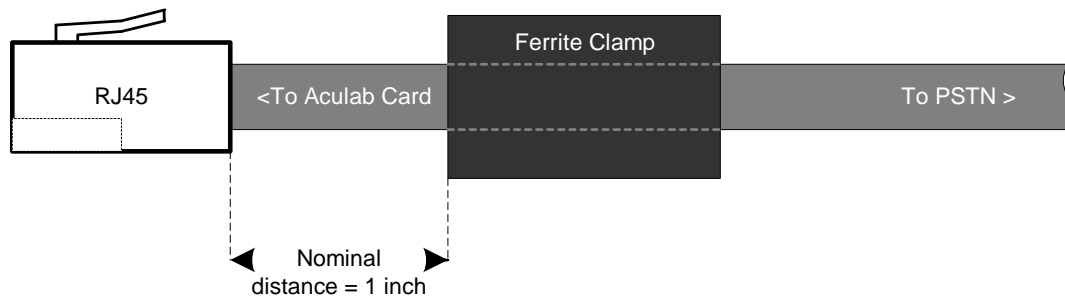 Ferrite Clamp
RJ45
<To Aculab Card
To PSTN >
Nominal
distance = 1 inch